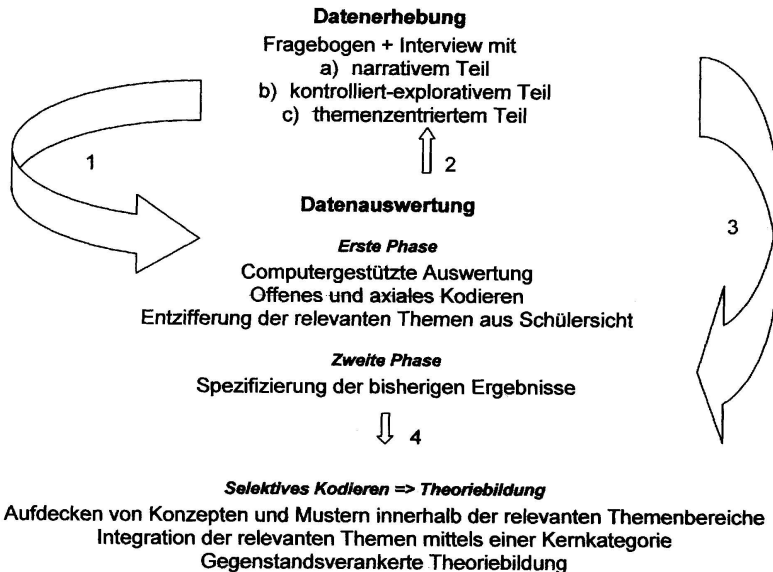 Datenerhebung
Fragebogen + Interview mit
a) narrativem Teil
b) kontrolliert-explorativem Teil
c) themenzentriertem Teil
1
2
Datenauswertung
3
Erste Phase
Computergestützte Auswertung
Offenes und axiales Kodieren
Entzifferung der relevanten Themen aus Schülersicht
Zweite Phase
Spezifizierung der bisherigen Ergebnisse
4
Selektives Kodieren => Theoriebildung
Aufdecken von Konzepten und Mustern innerhalb der relevanten Themenbereiche
Integration der relevanten Themen mittels einer Kernkategorie
Gegenstandsverankerte Theoriebildung